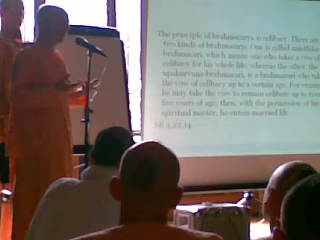 The principle of brahmacarya is celibacy. There are
two kinds of brahmacaris. One is called naisthika-
brahmacari, which means one who takes a vow of
celibacy for his whole life, whereas the other, the
upakurvana-brahmacari, is a brahmacari who takes
the vow of celibacy up to a certain age. For example,
he may take the vow to remain celibate up to twenty-
five years of age; then, with the permission of his
spiritual master, he enters married life.
SB 3.22.14